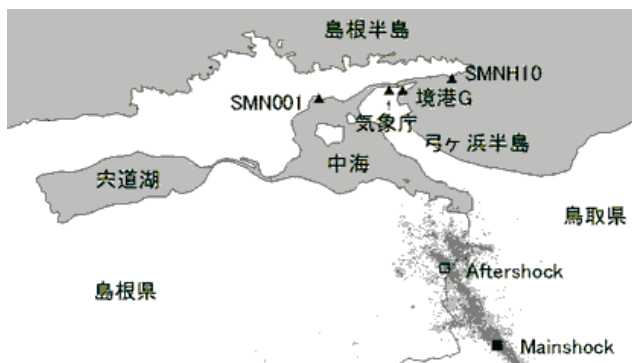 島根半島
SMNH10
SMN001
境港G
気象庁
弓ヶ浜半島
中海
宍道湖
鳥取県
Aftershock
島根県
Mainshock